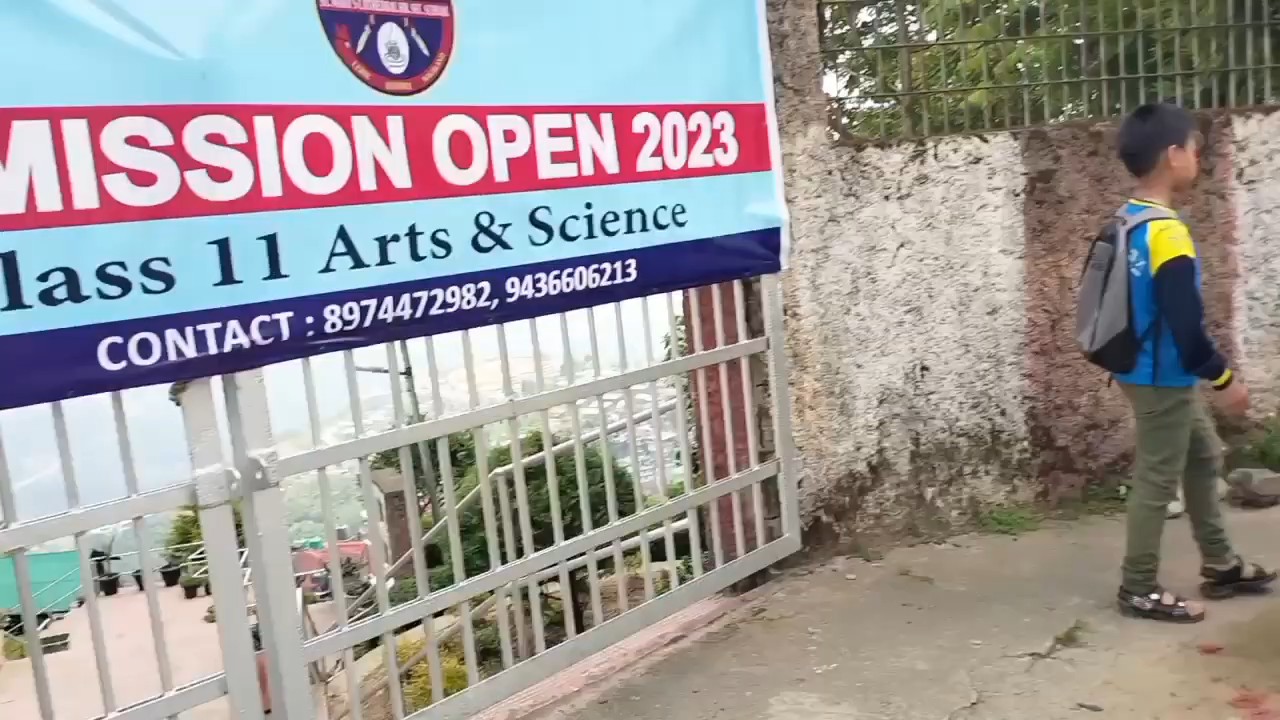 MISSION OPEN 2023
lass 11 Arts & Science
CONTACT : 8974472982, 9436606213